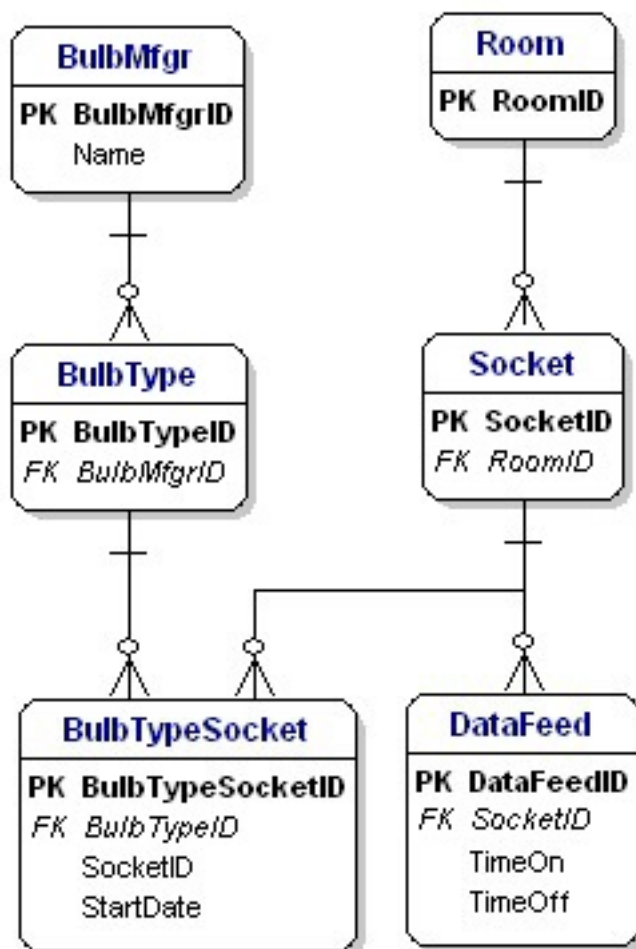 BulbMfgr
PK BulbMfgrID
Name
Room
PK RoomID
BulbType
PK BulbTypeID
FK BulbMfgrID
Socket
PK SocketID
FK RoomID
BulbTypeSocket
PK BulbTypeSocketID
FK BulbTypeID
SocketID
StartDate
DataFeed
PK DataFeedID
FK SocketID
TimeOn
TimeOff